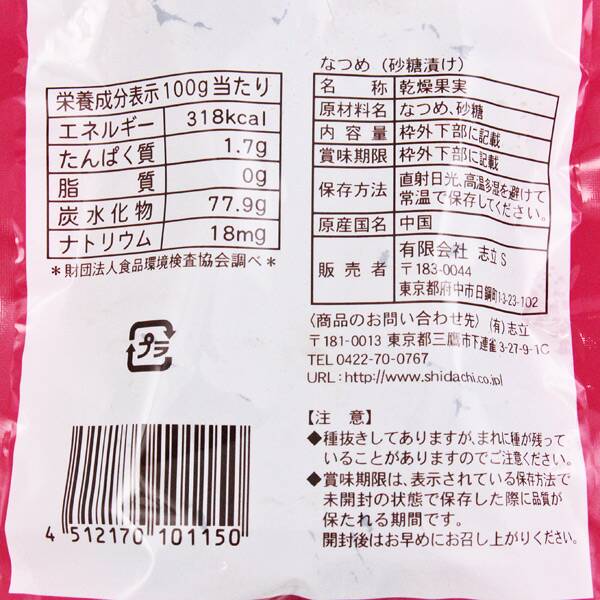 栄養成分表示100g当たり
エネルギー 318kcal
たんぱく質 1.7g
脂質 0g
炭水化物 77.9g
ナトリウム 18mg
＊財団法人食品環境検査協会調べ＊
プラ
4 512170 101150
なつめ（砂糖漬け）
名称 乾燥果実
原材料名 なつめ、砂糖
内容量 枠外下部に記載
賞味期限 枠外下部に記載
保存方法 直射日光、高温多湿を避けて
常温で保存してください。
原産国名 中国
販売者 有限会社 志立 S
〒183-0044
東京都府中市日鋼町1-3-23-102
〈商品のお問い合わせ先〉（有）志立
〒181-0013 東京都三鷹市下連雀3-27-9-1C
TEL 0422-70-0767
URL：http://www.shidachi.co.jp/
【注 意】
◆種抜きしてありますが、まれに種が残って
いることがありますのでご注意ください。
◆賞味期限は、表示されている保存方法で
未開封の状態で保存した際に品質が
保たれる期間です。
開封後はお早めにお召し上がりください。